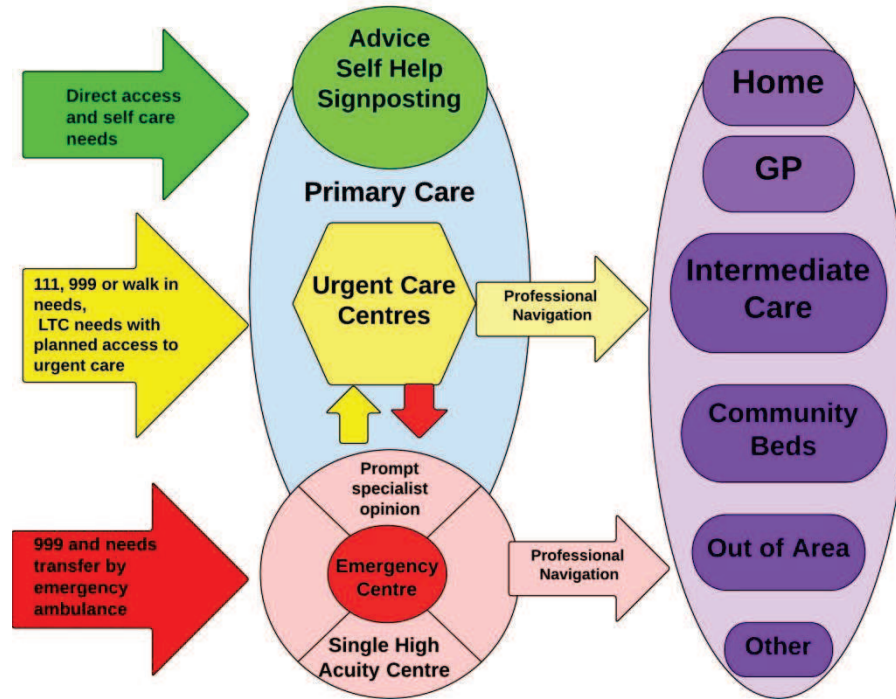 Direct access
and self care
needs
111, 999 or walk in
needs,
LTC needs with
planned access to
urgent care
999 and needs
transfer by
emergency
ambulance
Advice
Self Help
Signposting
Primary Care
Urgent Care
Centres
Prompt
specialist
opinion
Emergency
Centre
Single High
Acuity Centre
Professional
Navigation
Professional
Navigation
Home
GP
Intermediate
Care
Community
Beds
Out of Area
Other